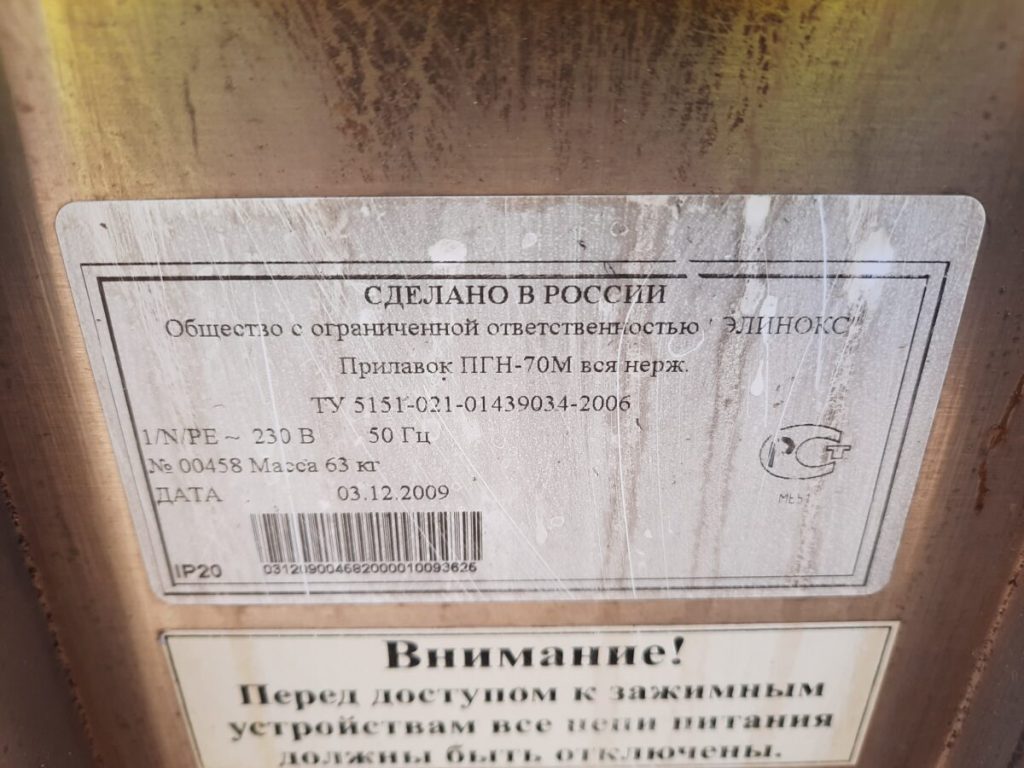 СДЕЛАНО В РОССИИ
Общество с ограниченной ответственностью "ЭЛИНОКС"
Прилавок ПГН-70М вся нерж.
ТУ 5151-021-01439034-2006
1/N/PE ~ 230 В 50 Гц
№ 00458 Масса 63 кг
ДАТА 03.12.2009
РСТ
IP20
Внимание!
Перед доступом к зажимным
устройствам все цепи питания
должны быть отключены.